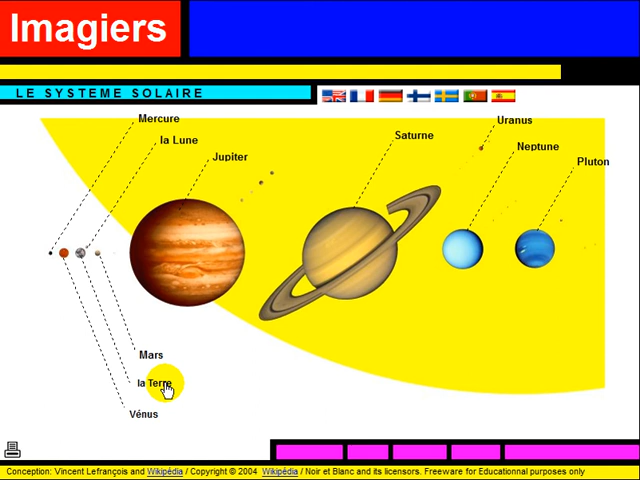 Imagiers
LE SYSTEME SOLAIRE
Mercure
la Lune
Jupiter
Saturne
Uranus
Neptune
Pluton
Mars
la Terre
Vénus
Conception: Vincent Lefrançois and Wikipédia / Copyright © 2004 Wikipédia / Noir et Blanc and its licensors. Freeware for Educationnal purposes only